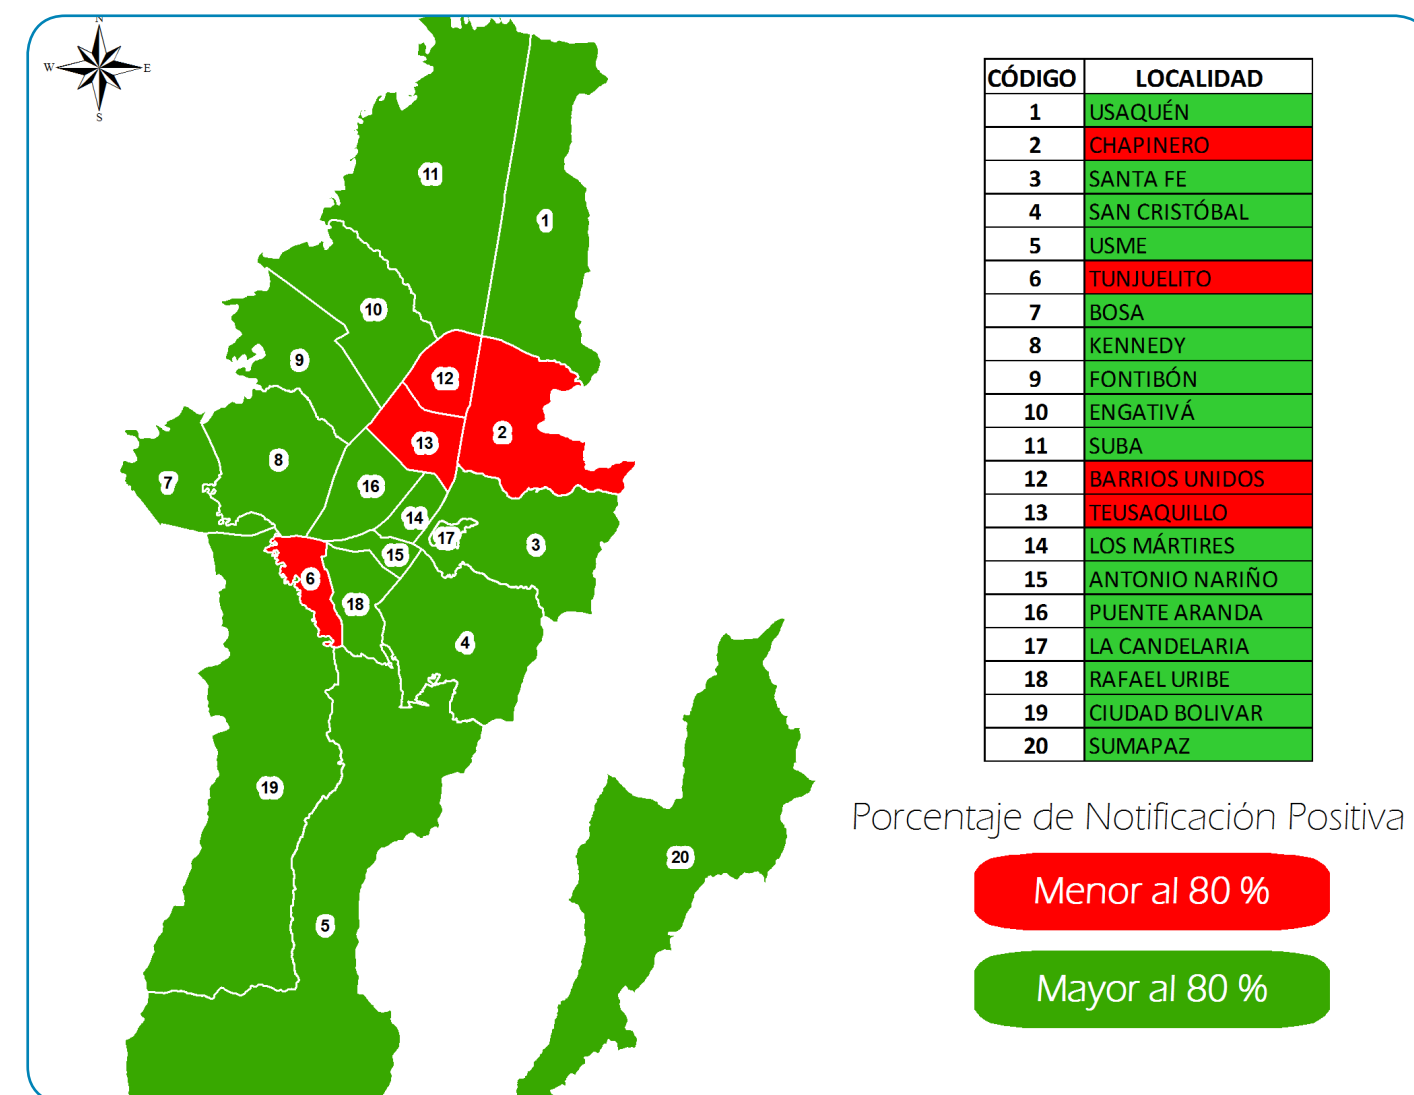 N
W E
S
CÓDIGO LOCALIDAD
1 USAQUÉN
2 CHAPINERO
3 SANTA FE
4 SAN CRISTÓBAL
5 USME
6 TUNJUELITO
7 BOSA
8 KENNEDY
9 FONTIBÓN
10 ENGATIVÁ
11 SUBA
12 BARRIOS UNIDOS
13 TEUSAQUILLO
14 LOS MÁRTIRES
15 ANTONIO NARIÑO
16 PUENTE ARANDA
17 LA CANDELARIA
18 RAFAEL URIBE
19 CIUDAD BOLIVAR
20 SUMAPAZ
11
1
10
9
12
2
13
8
7
16
14
17
3
15
6
18
4
19
20
5
Porcentaje de Notificación Positiva
Menor al 80 %
Mayor al 80 %